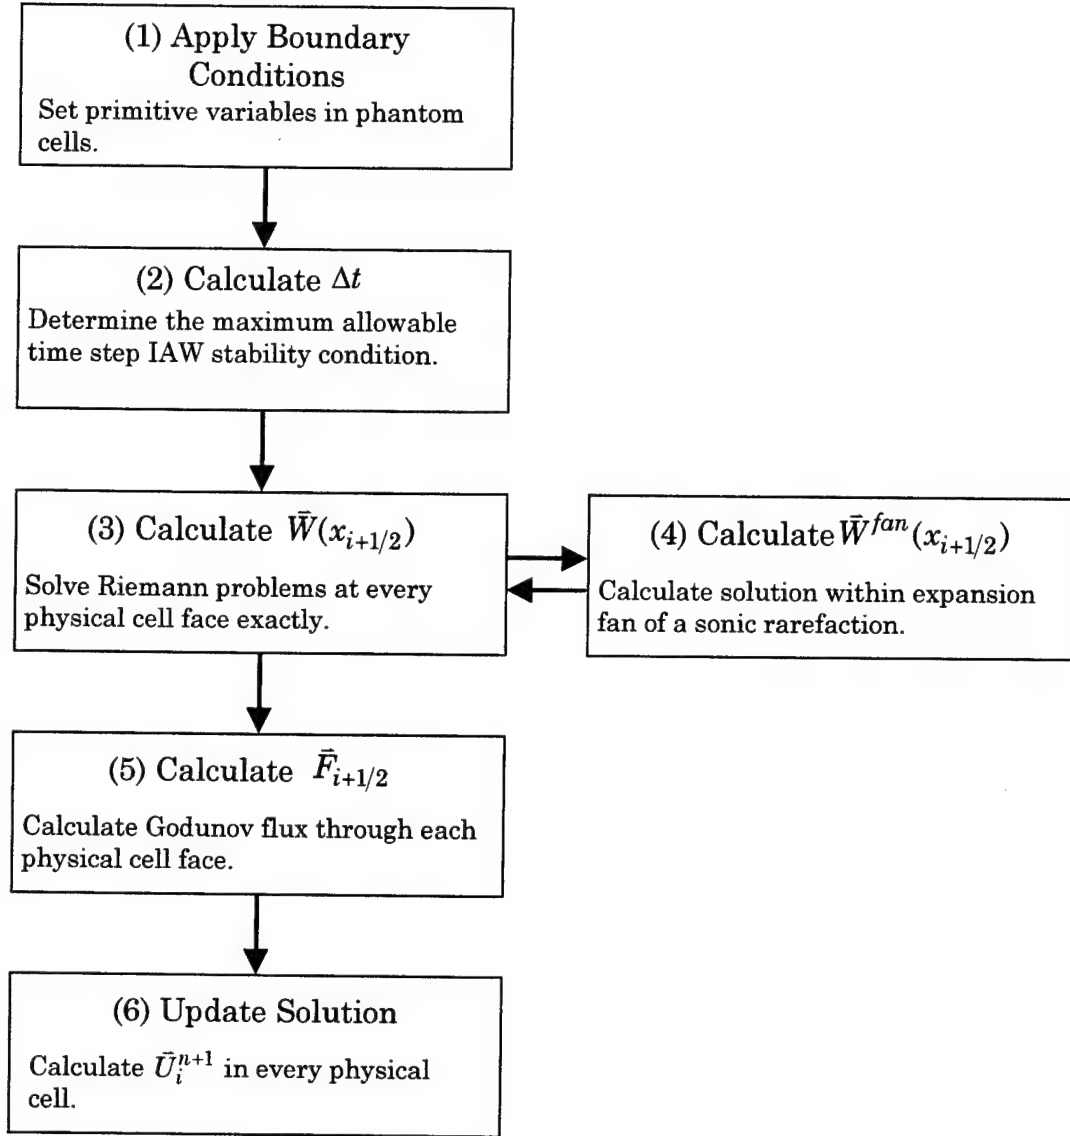 (1) Apply Boundary
Conditions
Set primitive variables in phantom
cells.
(2) Calculate Δt
Determine the maximum allowable
time step IAW stability condition.
(3) Calculate W̄(x_{i+1/2})
Solve Riemann problems at every
physical cell face exactly.
(4) Calculate W̄^{fan}(x_{i+1/2})
Calculate solution within expansion
fan of a sonic rarefaction.
(5) Calculate F̄_{i+1/2}
Calculate Godunov flux through each
physical cell face.
(6) Update Solution
Calculate Ū_i^{n+1} in every physical
cell.